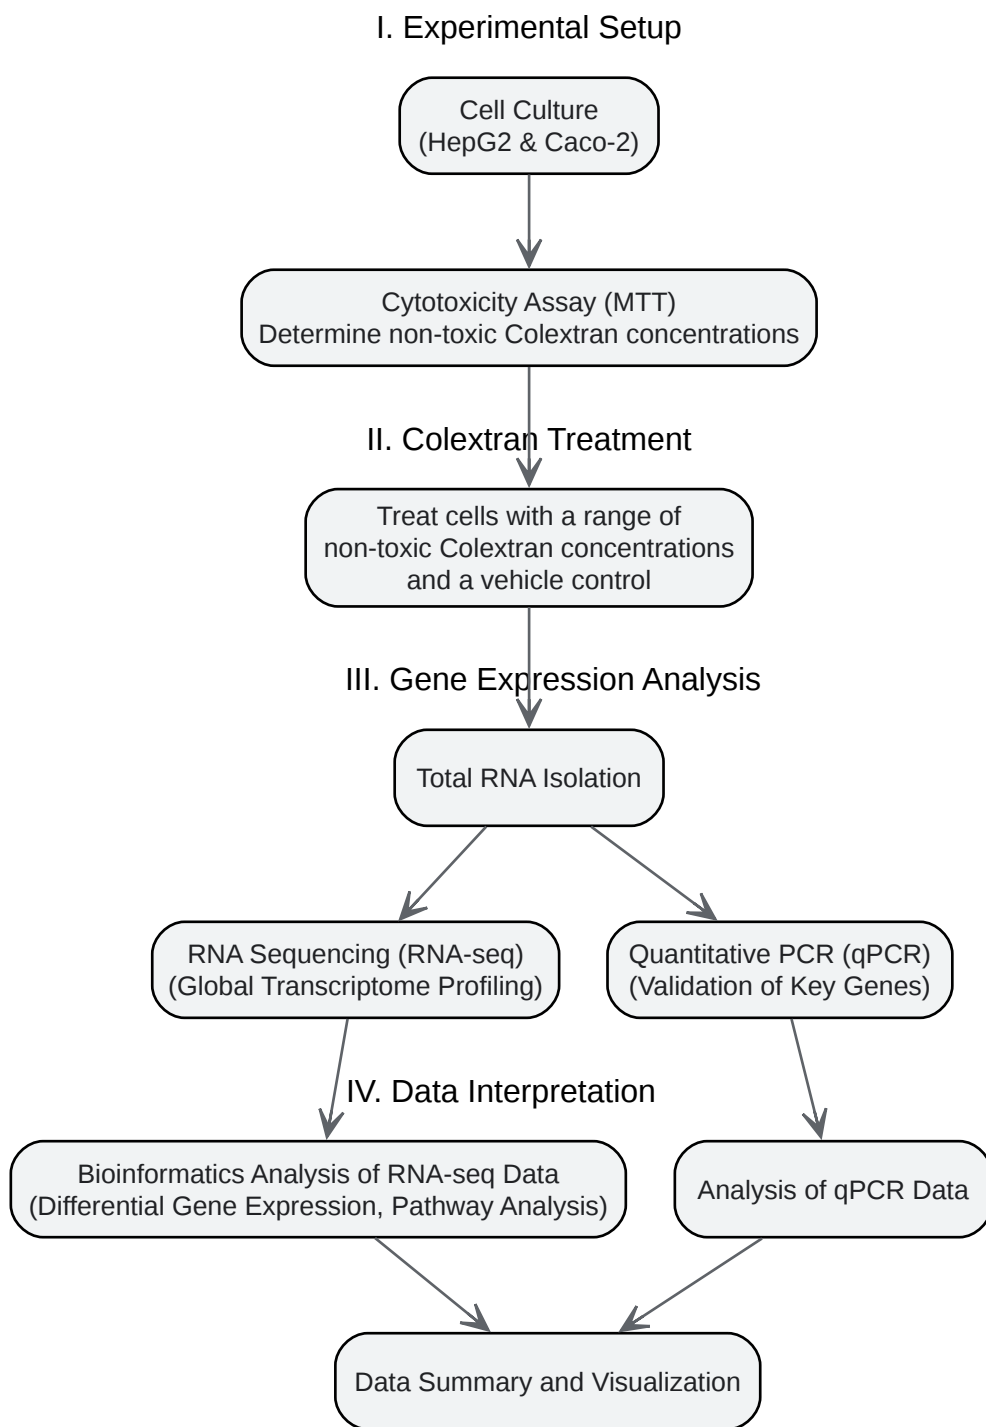 I. Experimental Setup
Cell Culture
(HepG2 & Caco-2)
Cytotoxicity Assay (MTT)
Determine non-toxic Colextran concentrations
II. Colextran Treatment
Treat cells with a range of
non-toxic Colextran concentrations
and a vehicle control
III. Gene Expression Analysis
Total RNA Isolation
RNA Sequencing (RNA-seq)
(Global Transcriptome Profiling)
Quantitative PCR (qPCR)
(Validation of Key Genes)
IV. Data Interpretation
Bioinformatics Analysis of RNA-seq Data
(Differential Gene Expression, Pathway Analysis)
Analysis of qPCR Data
Data Summary and Visualization